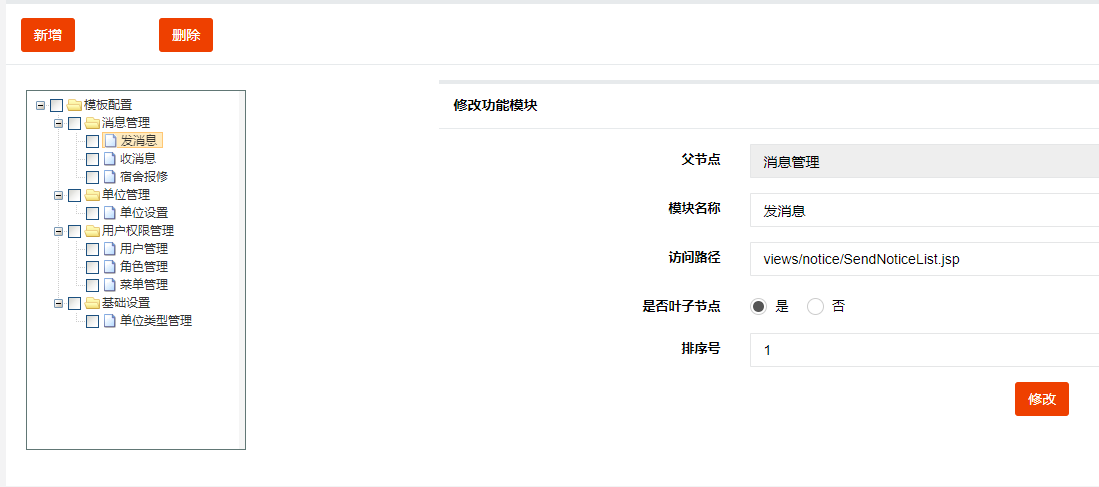 新增
删除
模板配置
消息管理
发消息
收消息
宿舍报修
单位管理
单位设置
用户权限管理
用户管理
角色管理
菜单管理
基础设置
单位类型管理
修改功能模块
父节点 消息管理
模块名称 发消息
访问路径 views/notice/SendNoticeList.jsp
是否叶子节点 是 否
排序号 1
修改